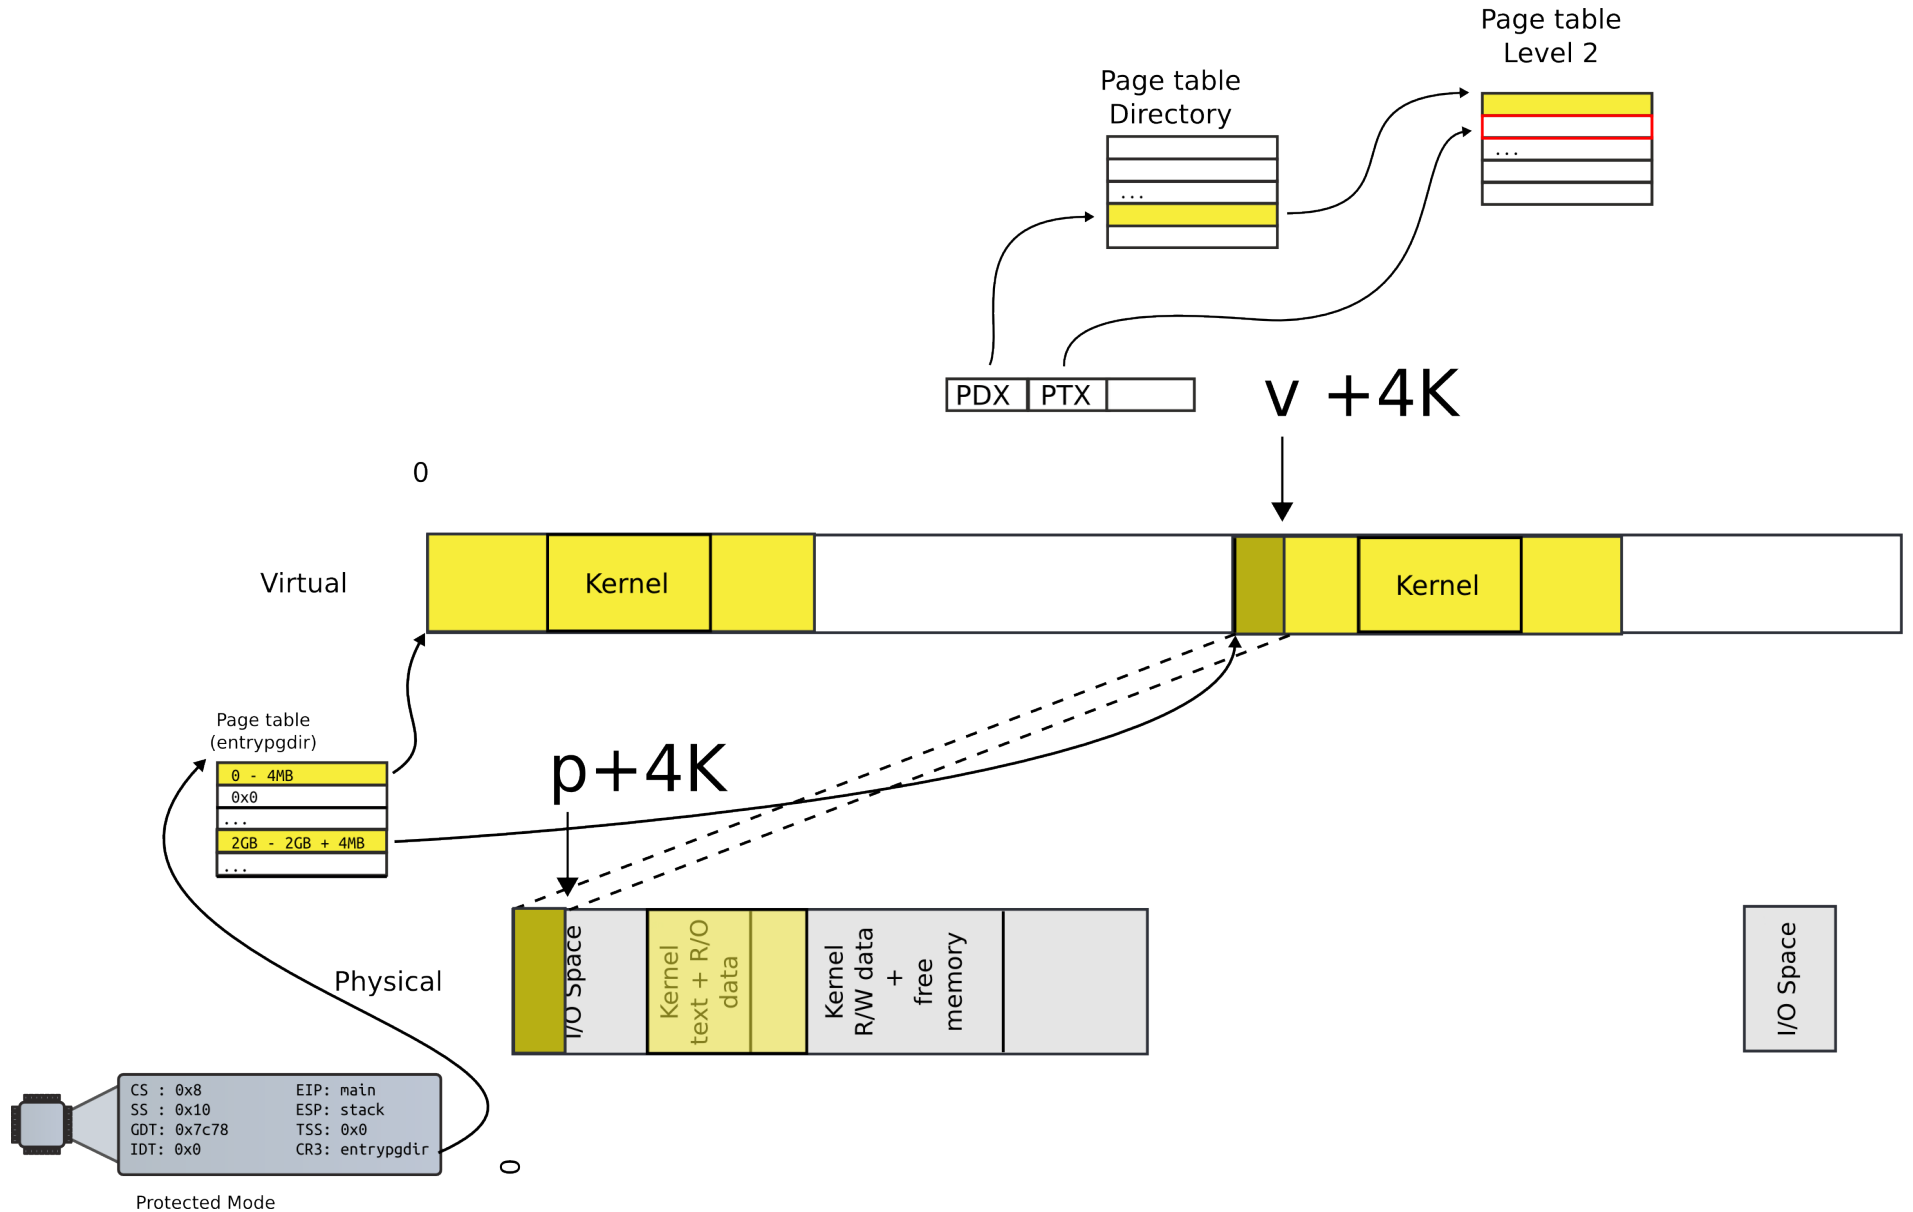 Page table
Level 2
Page table
Directory
...
...
PDX
PTX
v +4K
0
Virtual
Kernel
Kernel
Page table
(entrypgdir)
0 - 4MB
0x0
...
2GB - 2GB + 4MB
...
p+4K
Physical
I/O Space
Kernel
text + R/O
data
Kernel
R/W data
+
free
memory
I/O Space
CS : 0x8
SS : 0x10
GDT: 0x7c78
IDT: 0x0
EIP: main
ESP: stack
TSS: 0x0
CR3: entrypgdir
0
Protected Mode